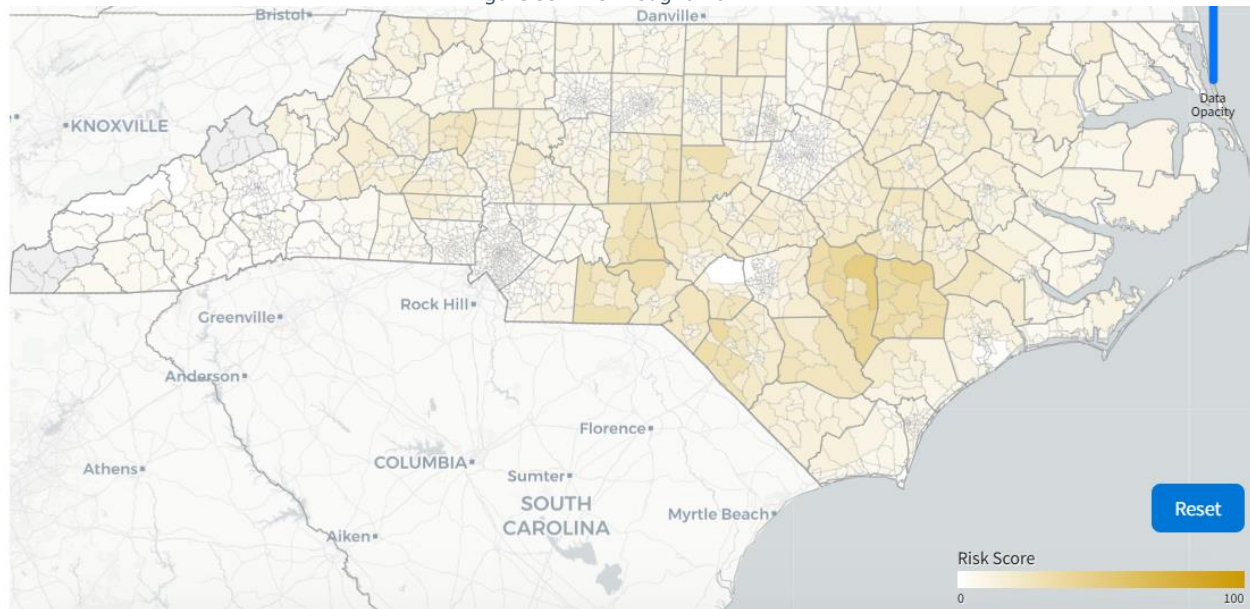 Bristol
Danville
KNOXVILLE
Data
Opacity
Rock Hill
Greenville
Anderson
Florence
Athens
COLUMBIA
Sumter
SOUTH
CAROLINA
Myrtle Beach
Reset
Aiken
Risk Score
0
100